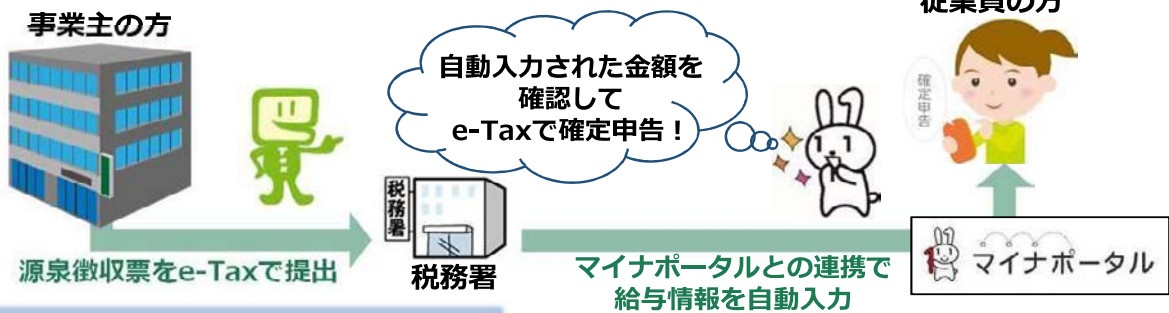 事業主の方
従業員の方
自動入力された金額を
確認して
e-Taxで確定申告！
確定申告
税務署
源泉徴収票をe-Taxで提出
税務署
マイナポータルとの連携で
給与情報を自動入力
マイナポータル